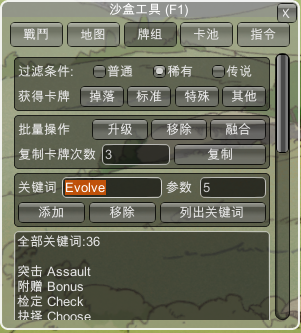 沙盒工具 (F1)
X
戰鬥 地图 牌组 卡池 指令
过滤条件: 普通 稀有 传说
获得卡牌 掉落 标准 特殊 其他
批量操作 升级 移除 融合
复制卡牌次数 3 复制
关键词 Evolve 参数 5
添加 移除 列出关键词
全部关键词:36
突击 Assault
附赠 Bonus
检定 Check
抉择 Choose